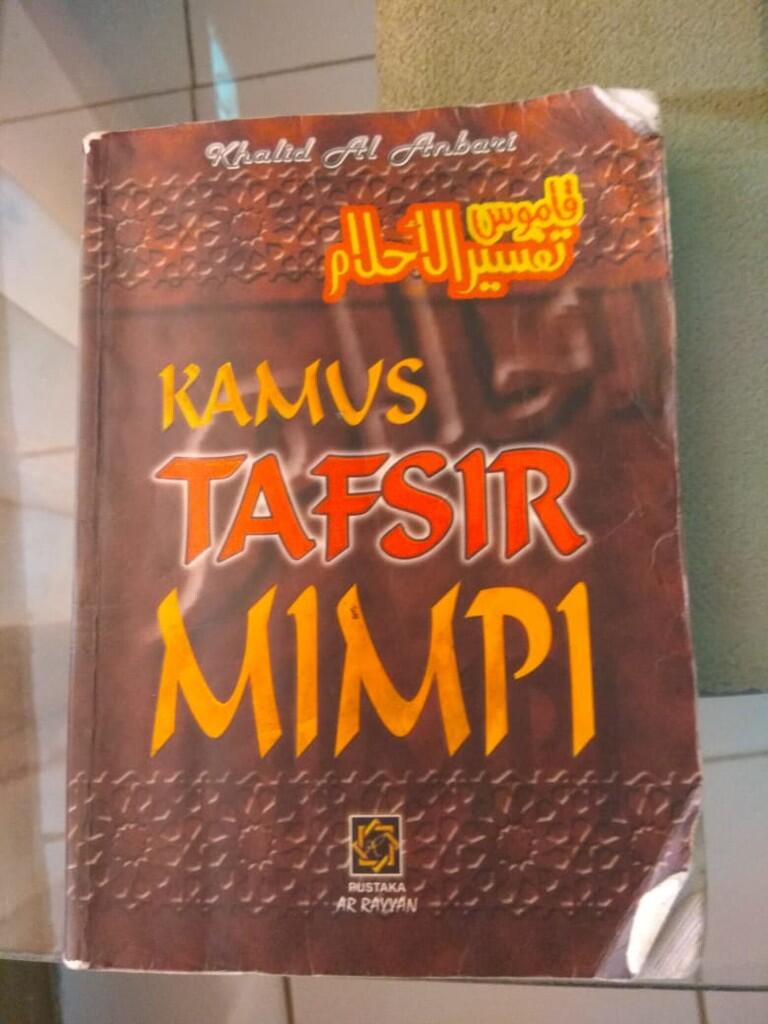 Khalid Al Anbari
قاموس
تفسير الأحلام
KAMUS
TAFSIR
MIMPI
PUSTAKA
AR RAYYAN